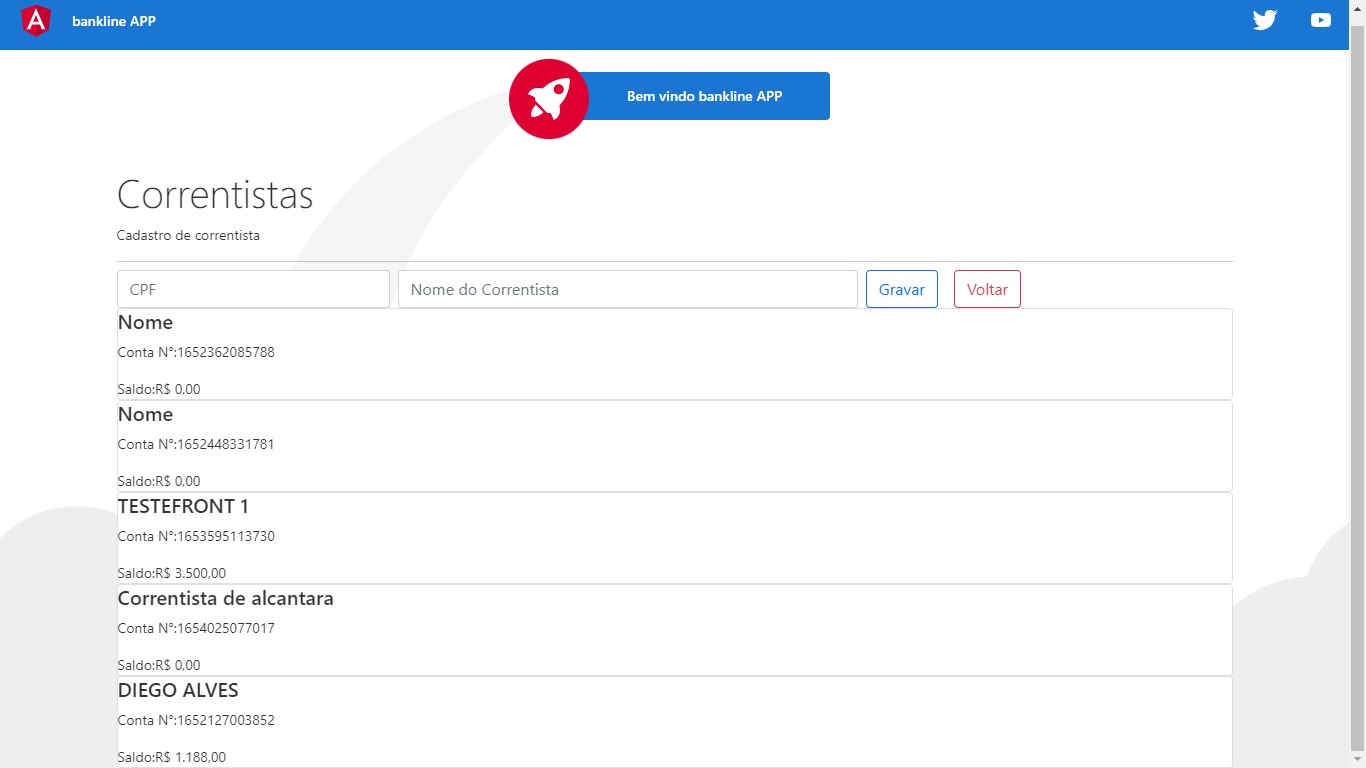 bankline APP
Bem vindo bankline APP
Correntistas
Cadastro de correntista
CPF
Nome do Correntista
Gravar
Voltar
Nome
Conta N°:1652362085788
Saldo:R$ 0,00
Nome
Conta N°:1652448331781
Saldo:R$ 0,00
TESTEFRONT 1
Conta N°:1653595113730
Saldo:R$ 3.500,00
Correntista de alcantara
Conta N°:1654025077017
Saldo:R$ 0,00
DIEGO ALVES
Conta N°:1652127003852
Saldo:R$ 1.188,00